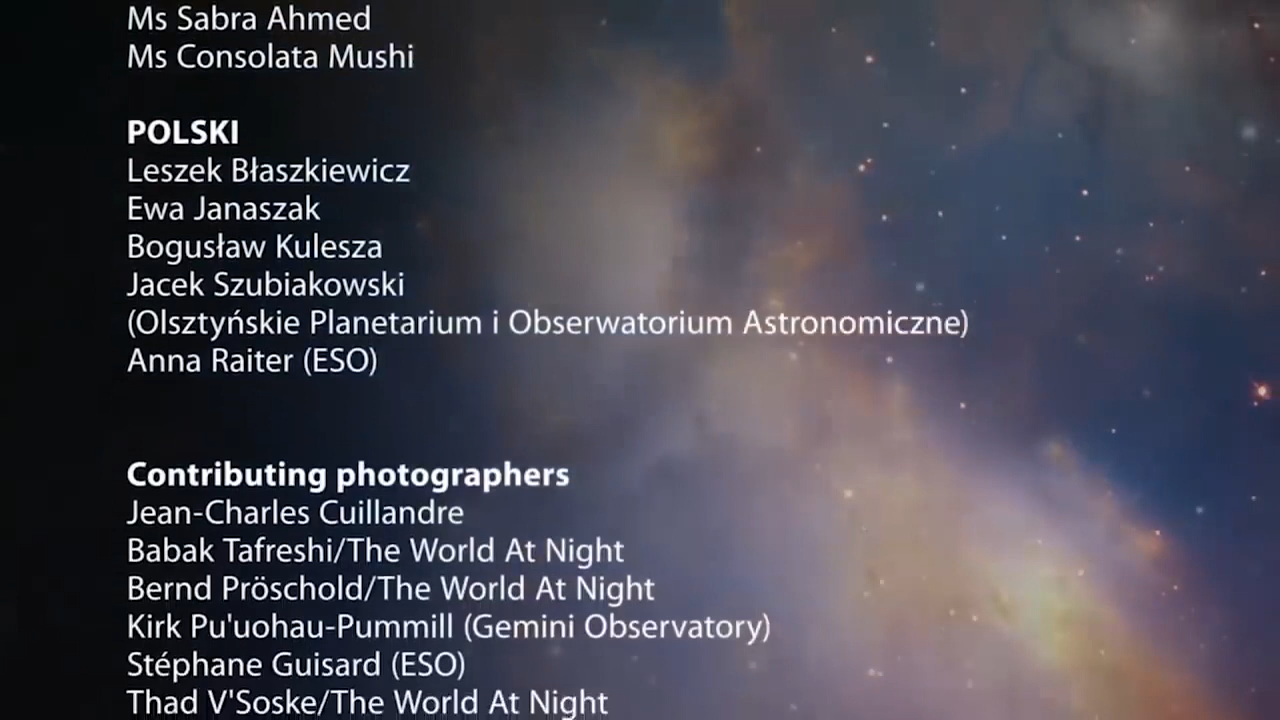 Ms Sabra Ahmed
Ms Consolata Mushi
POLSKI
Leszek Błaszkiewicz
Ewa Janaszak
Bogusław Kulesza
Jacek Szubiakowski
(Olsztyńskie Planetarium i Obserwatorium Astronomiczne)
Anna Raiter (ESO)
Contributing photographers
Jean-Charles Cuillandre
Babak Tafreshi/The World At Night
Bernd Pröschold/The World At Night
Kirk Pu'uohau-Pummill (Gemini Observatory)
Stéphane Guisard (ESO)
Thad V'Soske/The World At Night